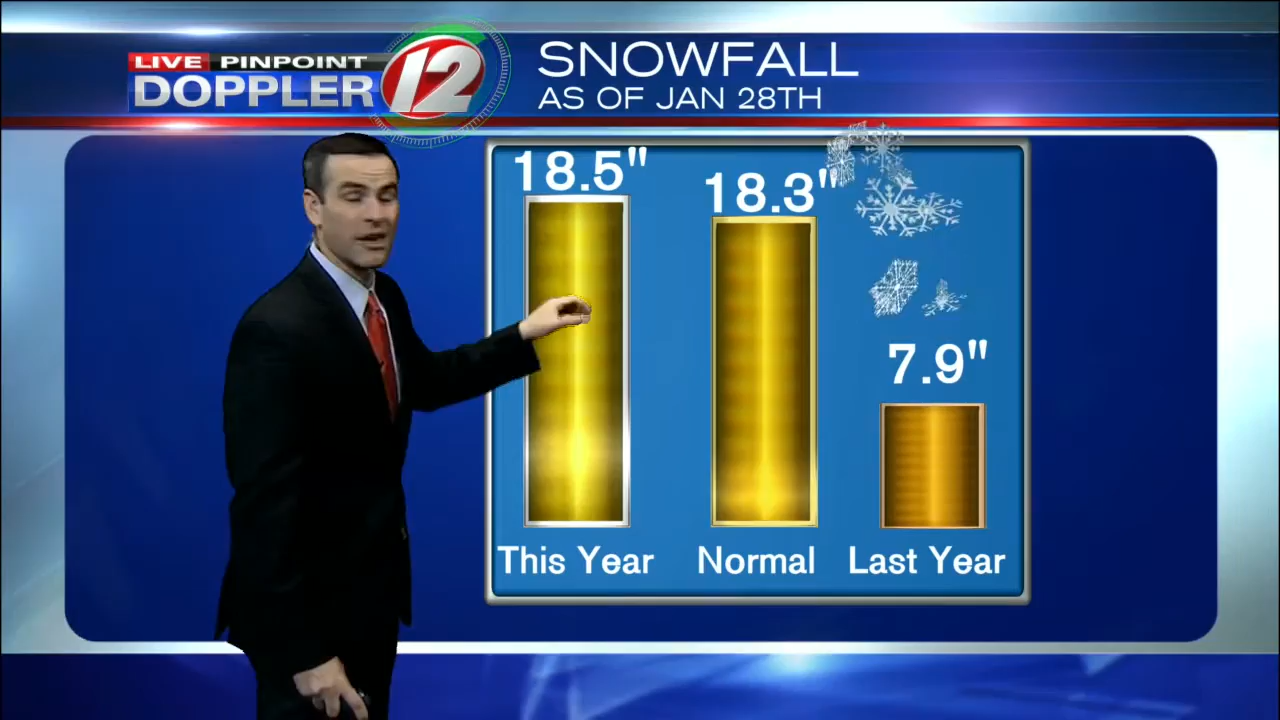 LIVE PINPOINT
DOPPLER 12
SNOWFALL
AS OF JAN 28TH
18.5"
18.3"
7.9"
This Year
Normal
Last Year